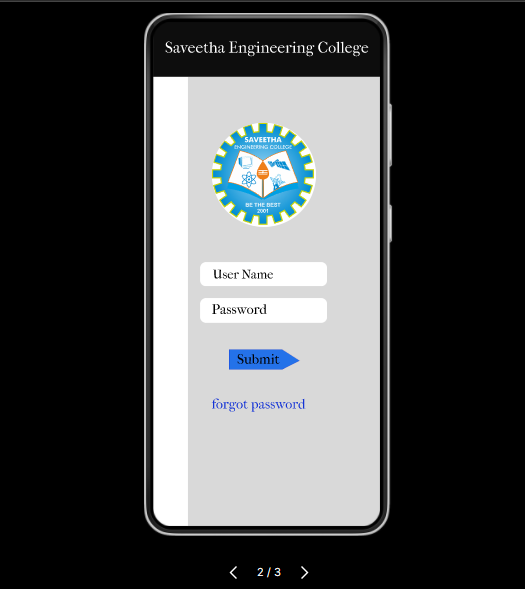 Saveetha Engineering College
SAVEETHA
ENGINEERING COLLEGE
BE THE BEST
2001
User Name
Password
Submit
forgot password
2 / 3